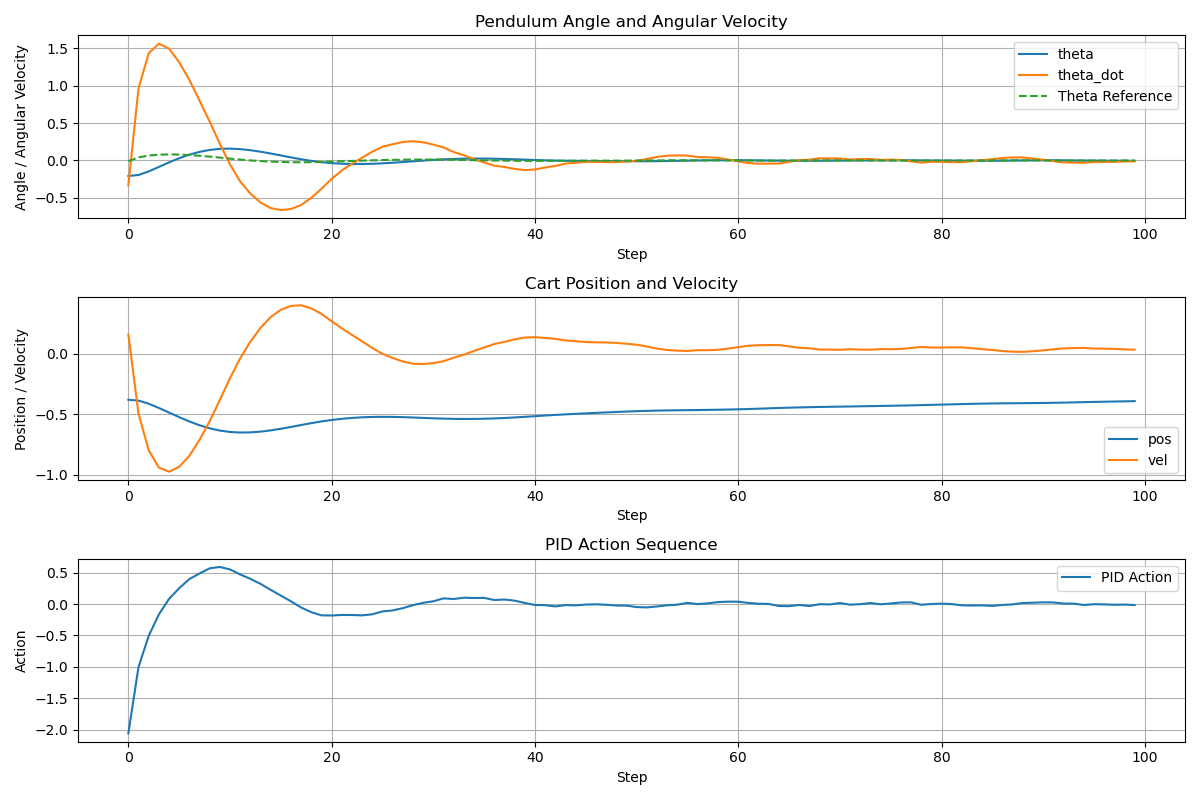 Pendulum Angle and Angular Velocity
Angle / Angular Velocity
1.5
1.0
0.5
0.0
−0.5
theta
theta_dot
Theta Reference
0 20 40 60 80 100
Step
Cart Position and Velocity
Position / Velocity
0.0
−0.5
−1.0
pos
vel
0 20 40 60 80 100
Step
PID Action Sequence
Action
0.5
0.0
−0.5
−1.0
−1.5
−2.0
PID Action
0 20 40 60 80 100
Step